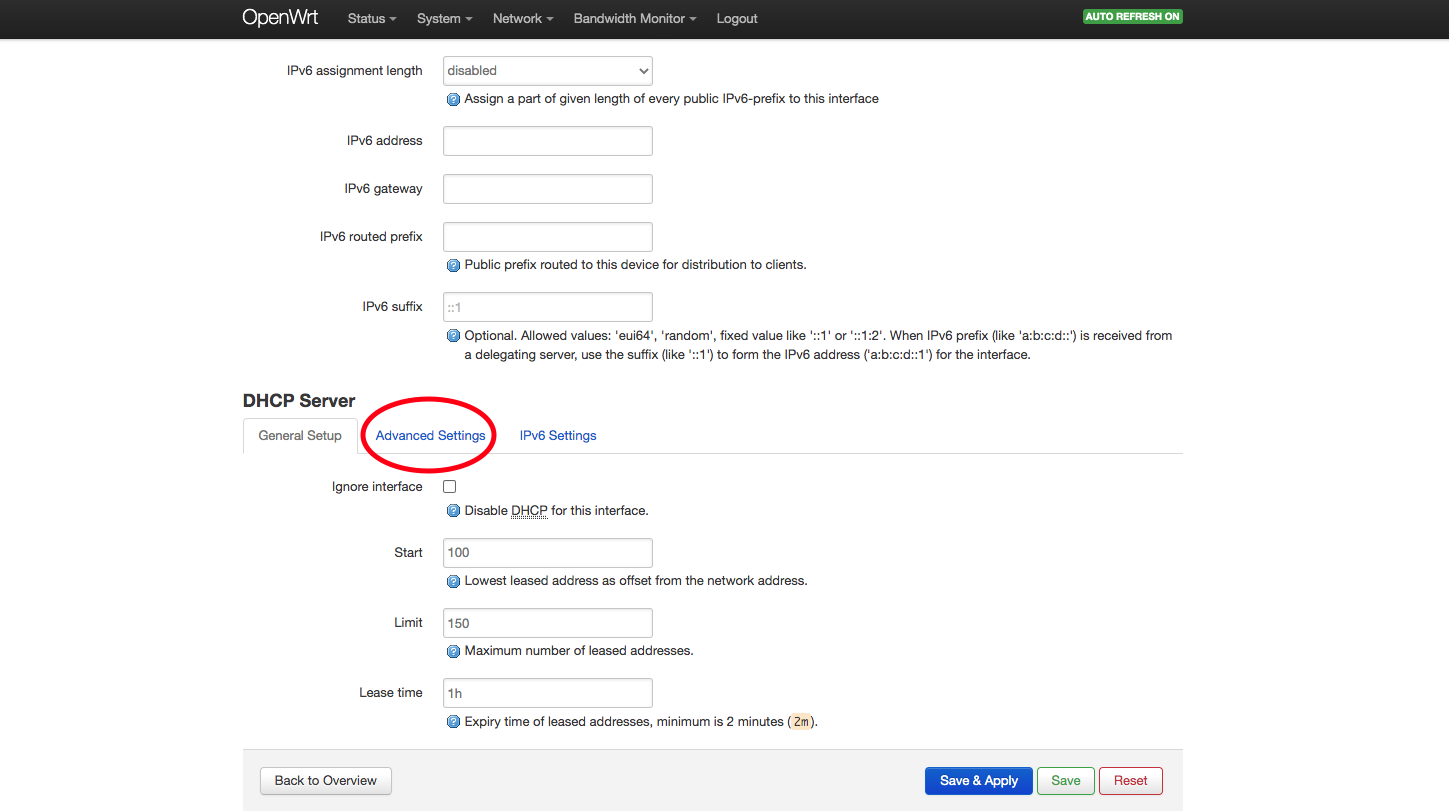 OpenWrt Status System Network Bandwidth Monitor Logout AUTO REFRESH ON
IPv6 assignment length disabled
Assign a part of given length of every public IPv6-prefix to this interface
IPv6 address
IPv6 gateway
IPv6 routed prefix
Public prefix routed to this device for distribution to clients.
IPv6 suffix ::1
Optional. Allowed values: 'eui64', 'random', fixed value like '::1' or '::1:2'. When IPv6 prefix (like 'a:b:c:d::') is received from
a delegating server, use the suffix (like '::1') to form the IPv6 address ('a:b:c:d::1') for the interface.
DHCP Server
General Setup Advanced Settings IPv6 Settings
Ignore interface
Disable DHCP for this interface.
Start 100
Lowest leased address as offset from the network address.
Limit 150
Maximum number of leased addresses.
Lease time 1h
Expiry time of leased addresses, minimum is 2 minutes (2m).
Back to Overview Save & Apply Save Reset